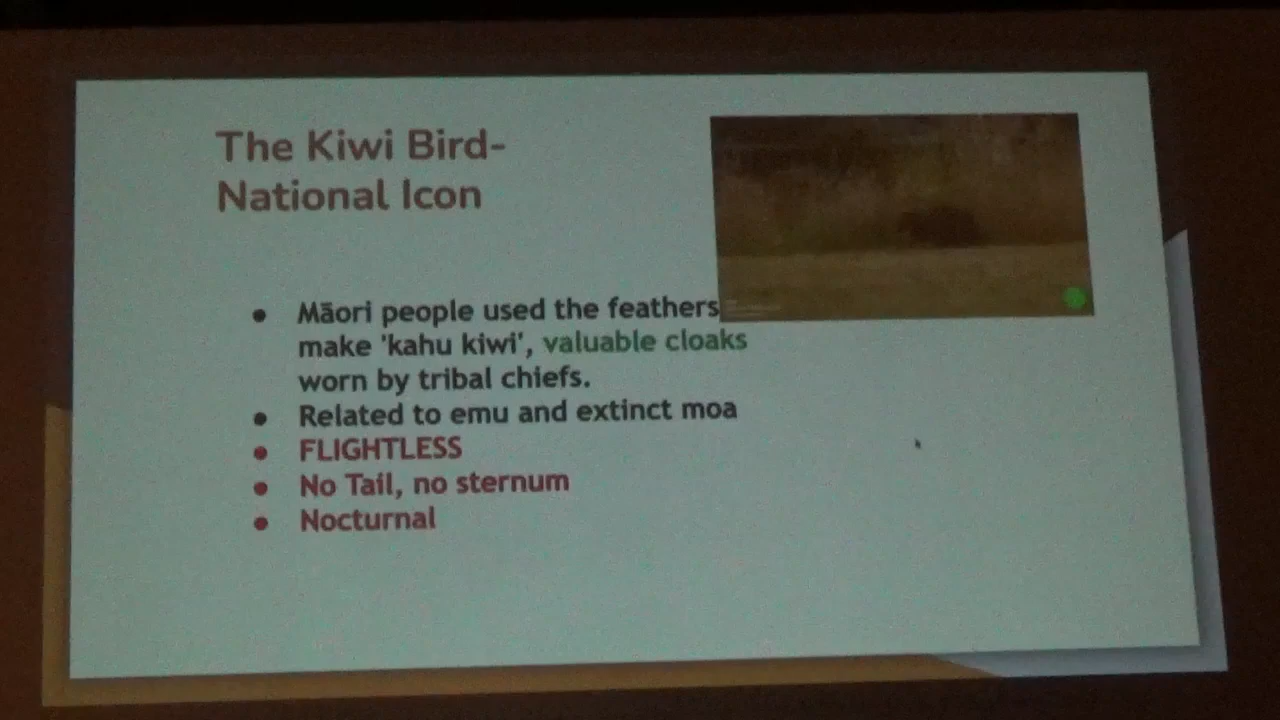 The Kiwi Bird-
National Icon
● Māori people used the feathers
make 'kahu kiwi', valuable cloaks
worn by tribal chiefs.
● Related to emu and extinct moa
● FLIGHTLESS
● No Tail, no sternum
● Nocturnal